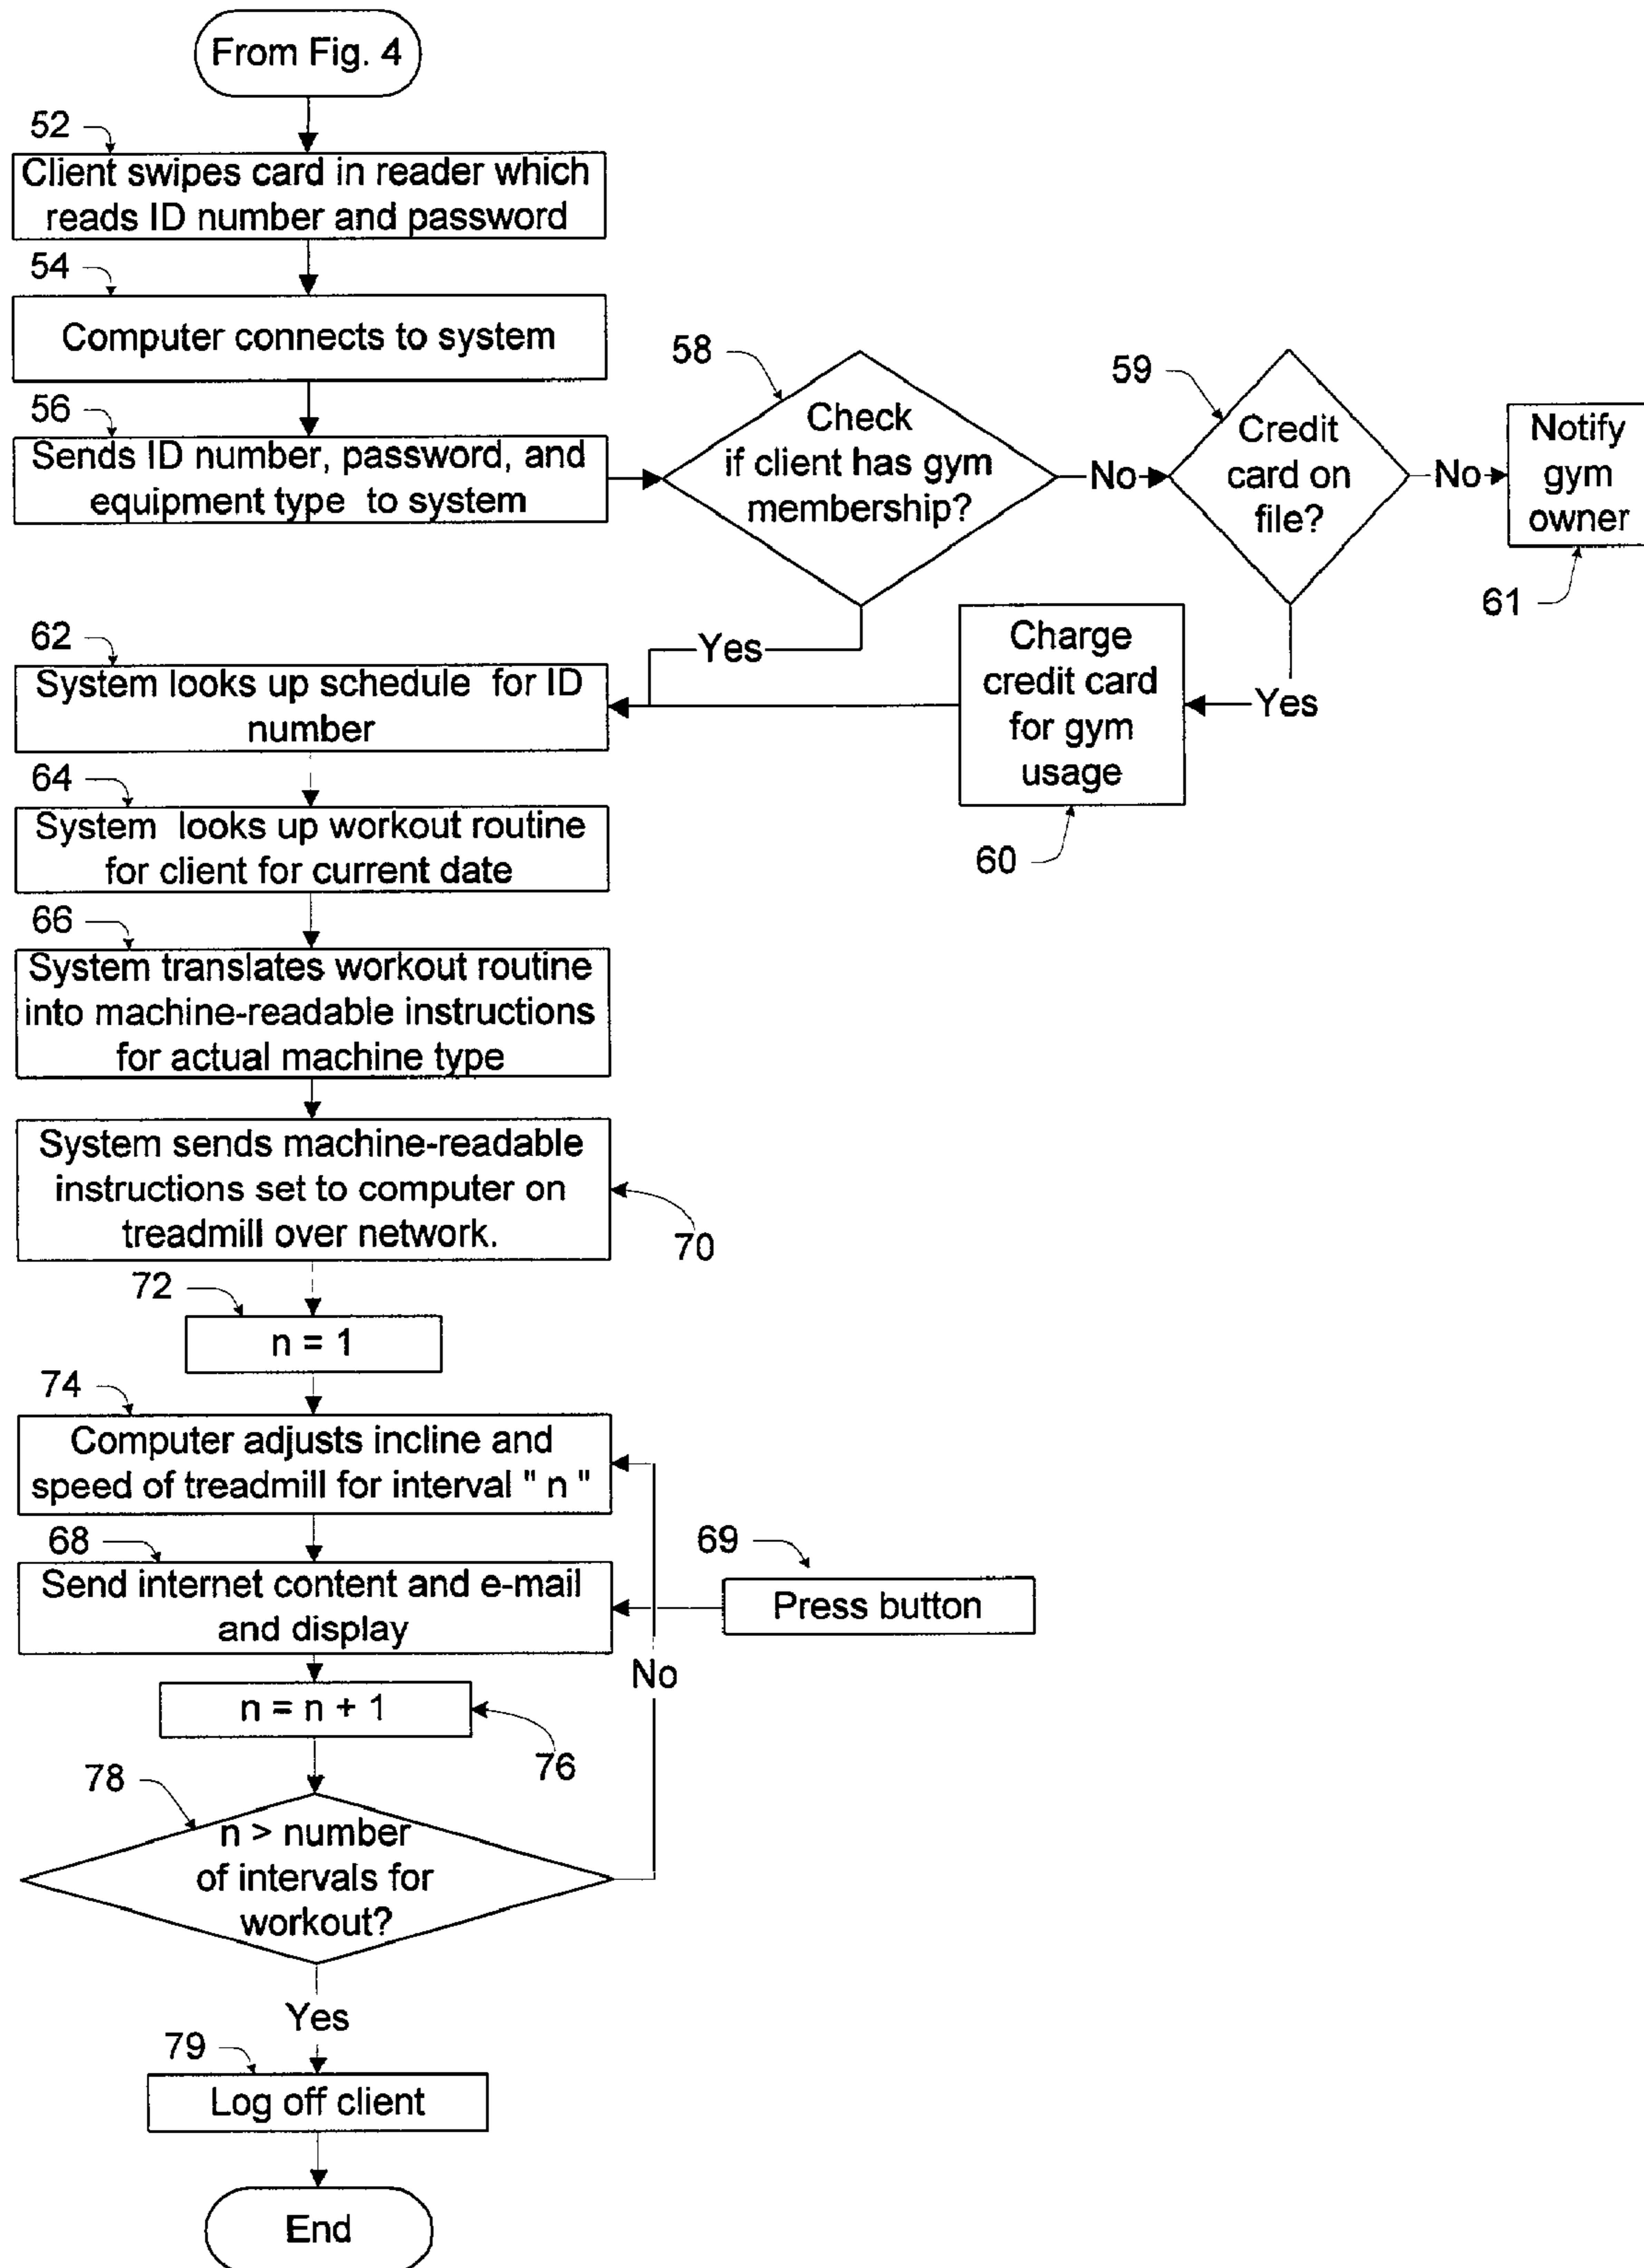 From Fig. 4
52
Client swipes card in reader which
reads ID number and password
54
Computer connects to system
56
Sends ID number, password, and
equipment type to system
58
Check
if client has gym
membership?
No
59
Credit
card on
file?
No
Notify
gym
owner
61
Yes
Yes
Charge
credit card
for gym
usage
60
62
System looks up schedule for ID
number
64
System looks up workout routine
for client for current date
66
System translates workout routine
into machine-readable instructions
for actual machine type
System sends machine-readable
instructions set to computer on
treadmill over network.
70
72
n = 1
74
Computer adjusts incline and
speed of treadmill for interval " n "
68
Send internet content and e-mail
and display
69
Press button
No
n = n + 1
76
78
n > number
of intervals for
workout?
Yes
79
Log off client
End